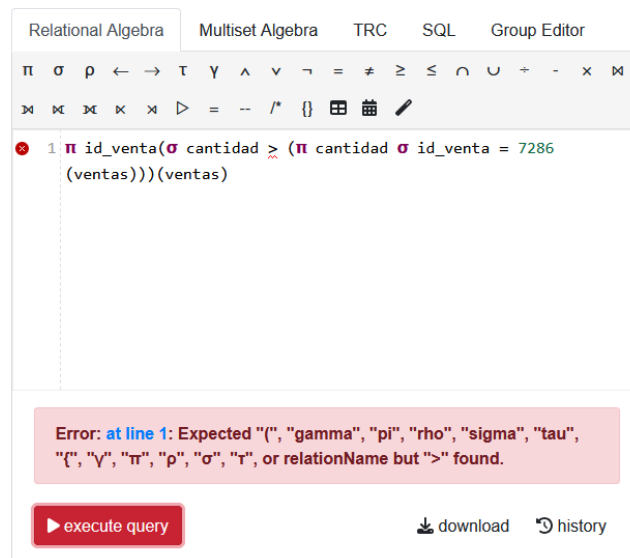 Relational Algebra Multiset Algebra TRC SQL Group Editor
π σ ρ ← → τ γ ∧ ∨ ¬ = ≠ ≥ ≤ ∩ ∪ ÷ - × ⨝
⟗ ⟕ ⟖ ⋉ ⋊ ▷ = -- /* {}
1 π id_venta(σ cantidad > (π cantidad σ id_venta = 7286
(ventas)))(ventas)
Error: at line 1: Expected "(", "gamma", "pi", "rho", "sigma", "tau",
"{", "γ", "π", "ρ", "σ", "τ", or relationName but ">" found.
execute query download history